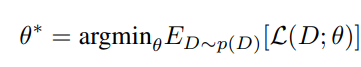 θ* = argmin_θ E_{D∼p(D)}[ℒ(D; θ)]